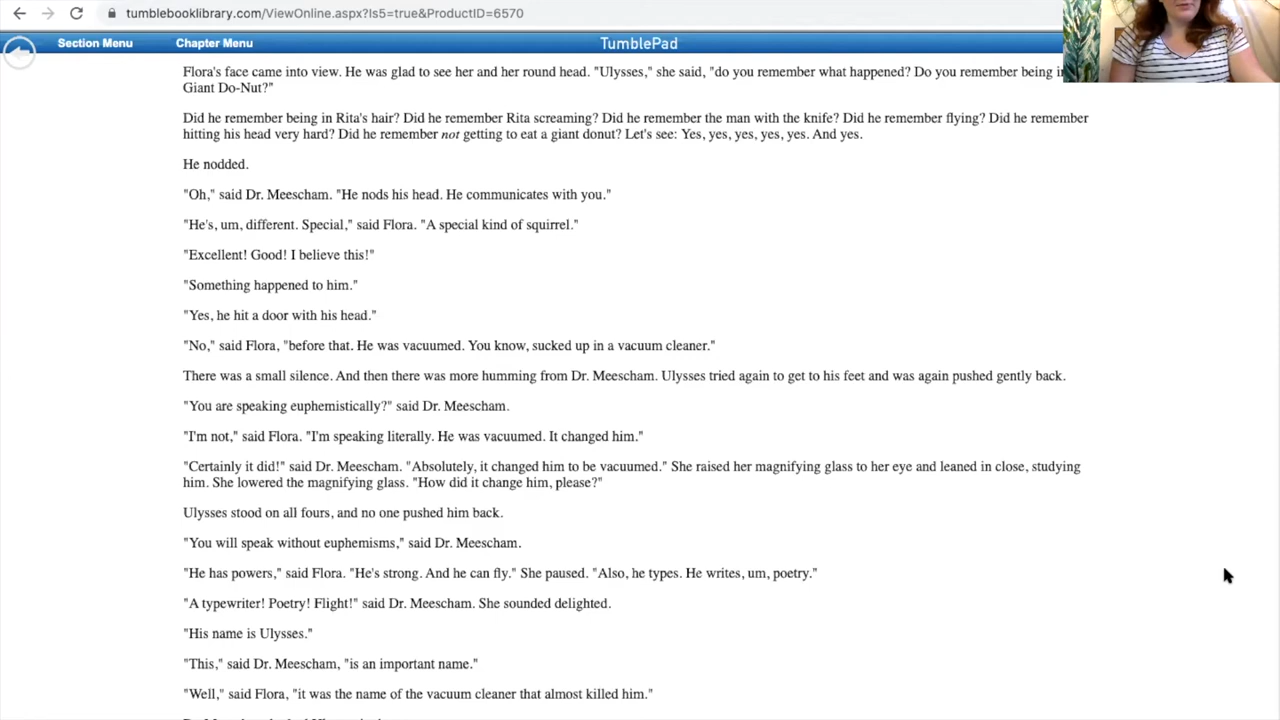 tumblebooklibrary.com/ViewOnline.aspx?ls5=true&ProductID=6570
Section Menu Chapter Menu TumblePad
Flora's face came into view. He was glad to see her and her round head. "Ulysses," she said, "do you remember what happened? Do you remember being
Giant Do-Nut?"
Did he remember being in Rita's hair? Did he remember Rita screaming? Did he remember the man with the knife? Did he remember flying? Did he remember
hitting his head very hard? Did he remember not getting to eat a giant donut? Let's see: Yes, yes, yes, yes, yes. And yes.
He nodded.
"Oh," said Dr. Meescham. "He nods his head. He communicates with you."
"He's, um, different. Special," said Flora. "A special kind of squirrel."
"Excellent! Good! I believe this!"
"Something happened to him."
"Yes, he hit a door with his head."
"No," said Flora, "before that. He was vacuumed. You know, sucked up in a vacuum cleaner."
There was a small silence. And then there was more humming from Dr. Meescham. Ulysses tried again to get to his feet and was again pushed gently back.
"You are speaking euphemistically?" said Dr. Meescham.
"I'm not," said Flora. "I'm speaking literally. He was vacuumed. It changed him."
"Certainly it did!" said Dr. Meescham. "Absolutely, it changed him to be vacuumed." She raised her magnifying glass to her eye and leaned in close, studying
him. She lowered the magnifying glass. "How did it change him, please?"
Ulysses stood on all fours, and no one pushed him back.
"You will speak without euphemisms," said Dr. Meescham.
"He has powers," said Flora. "He's strong. And he can fly." She paused. "Also, he types. He writes, um, poetry."
"A typewriter! Poetry! Flight!" said Dr. Meescham. She sounded delighted.
"His name is Ulysses."
"This," said Dr. Meescham, "is an important name."
"Well," said Flora, "it was the name of the vacuum cleaner that almost killed him."